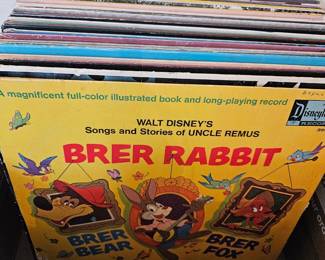 A magnificent full-color illustrated book and long-playing record
Disneyland
WALT DISNEY'S
Songs and Stories of UNCLE REMUS
BRER RABBIT
BRER BEAR
BRER FOX